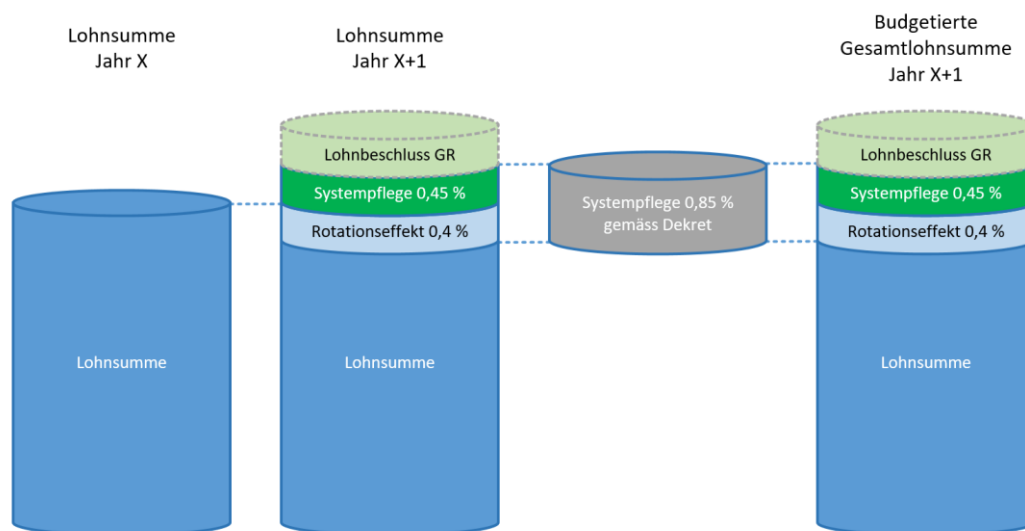 Lohnsumme
Jahr X
Lohnsumme
Jahr X+1
Budgetierte
Gesamtlohnsumme
Jahr X+1
Lohnbeschluss GR
Systempflege 0,45 %
Rotationseffekt 0,4 %
Lohnsumme
Lohnsumme
Systempflege 0,85 %
gemäss Dekret
Lohnbeschluss GR
Systempflege 0,45 %
Rotationseffekt 0,4 %
Lohnsumme